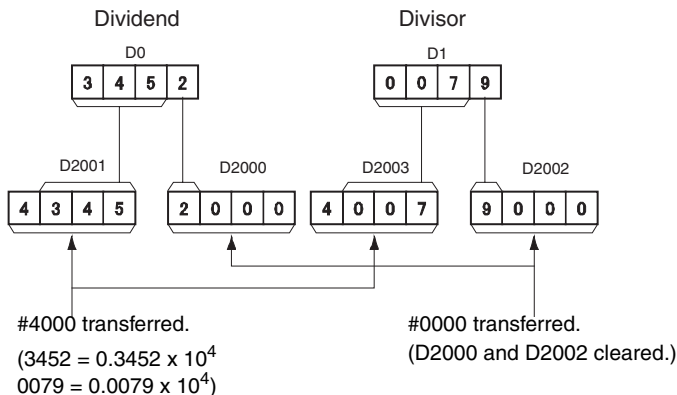 Dividend Divisor
D0 D1
3 4 5 2 0 0 7 9
D2001 D2000 D2003 D2002
4 3 4 5 2 0 0 0 4 0 0 7 9 0 0 0
#4000 transferred. #0000 transferred.
(3452 = 0.3452 x 10⁴ (D2000 and D2002 cleared.)
0079 = 0.0079 x 10⁴)